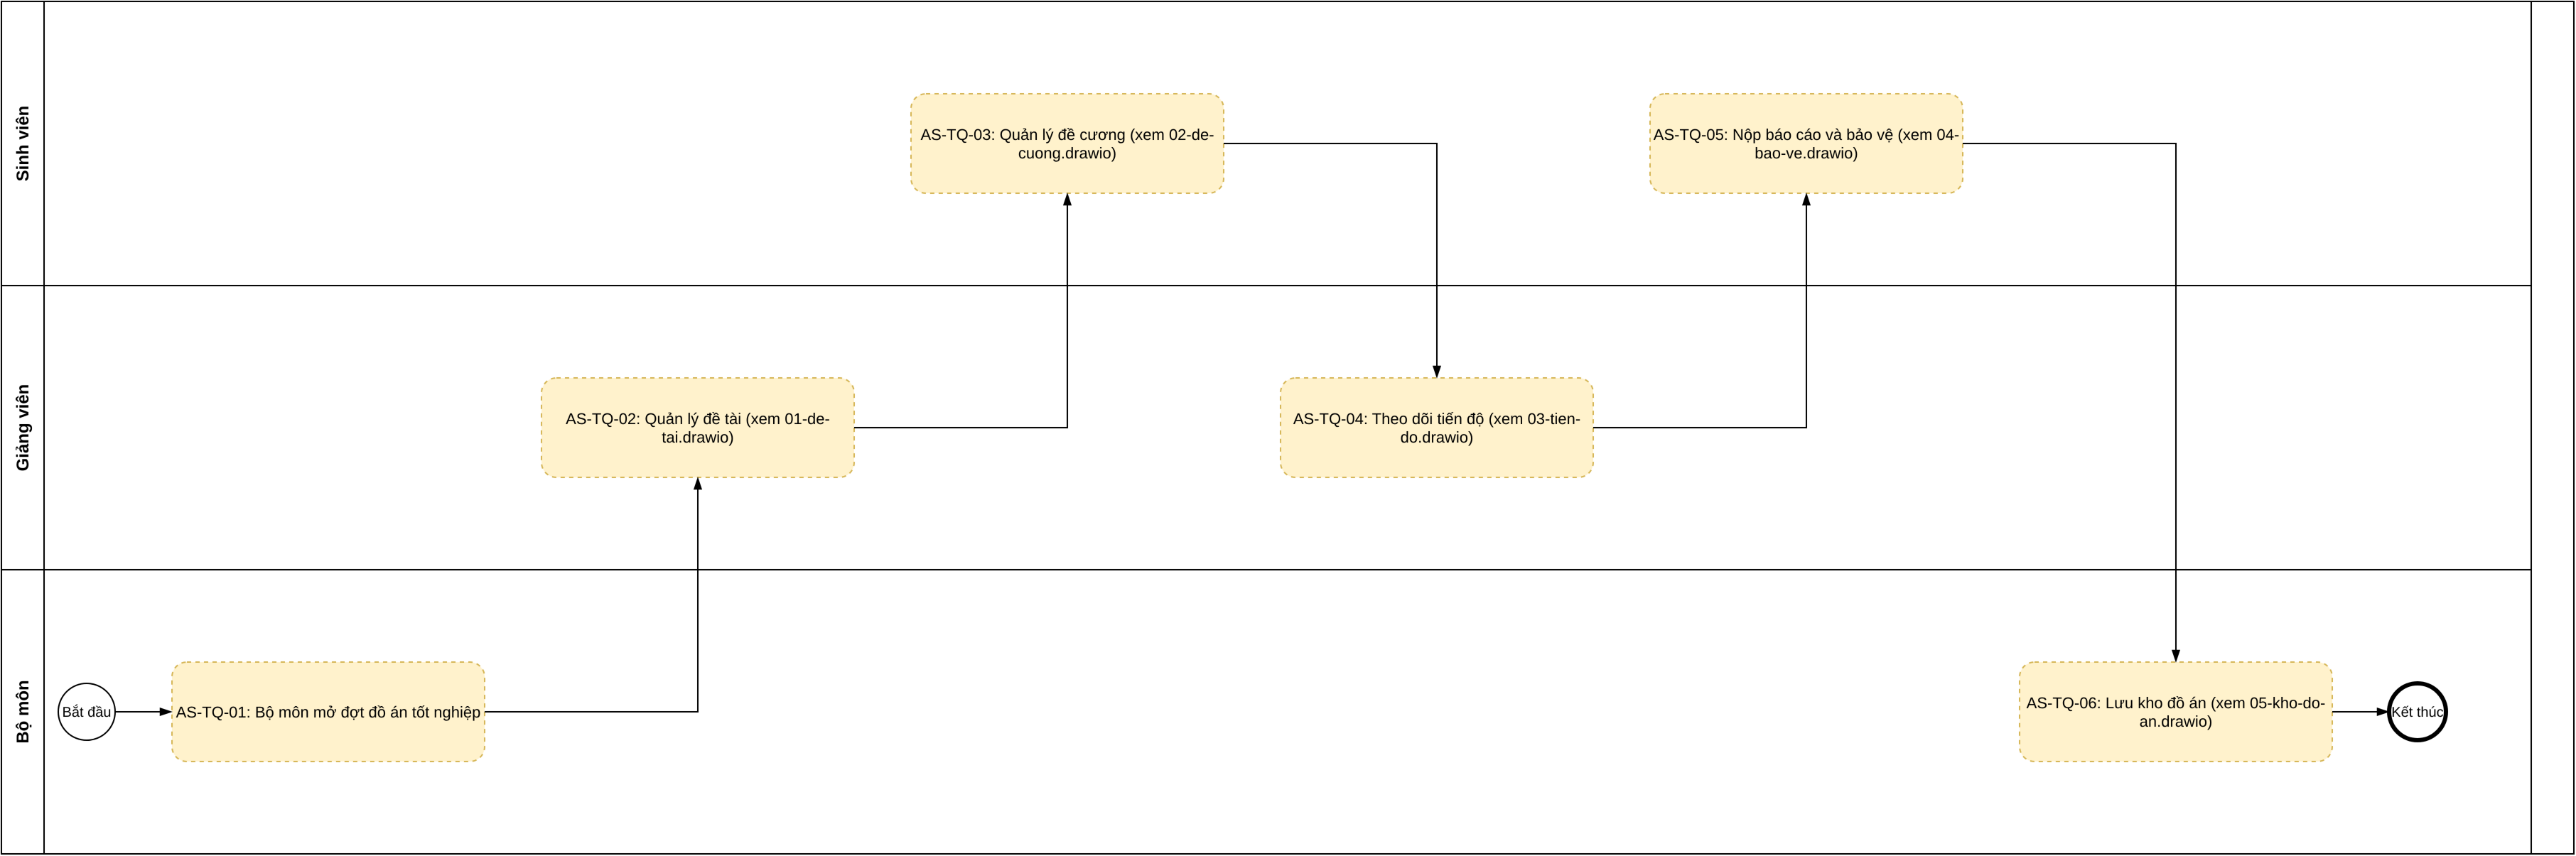 Sinh viên
AS-TQ-03: Quản lý đề cương (xem 02-de-
cuong.drawio)
AS-TQ-05: Nộp báo cáo và bảo vệ (xem 04-
bao-ve.drawio)
Giảng viên
AS-TQ-02: Quản lý đề tài (xem 01-de-
tai.drawio)
AS-TQ-04: Theo dõi tiến độ (xem 03-tien-
do.drawio)
Bộ môn
Bắt đầu
AS-TQ-01: Bộ môn mở đợt đồ án tốt nghiệp
AS-TQ-06: Lưu kho đồ án (xem 05-kho-do-
an.drawio)
Kết thúc